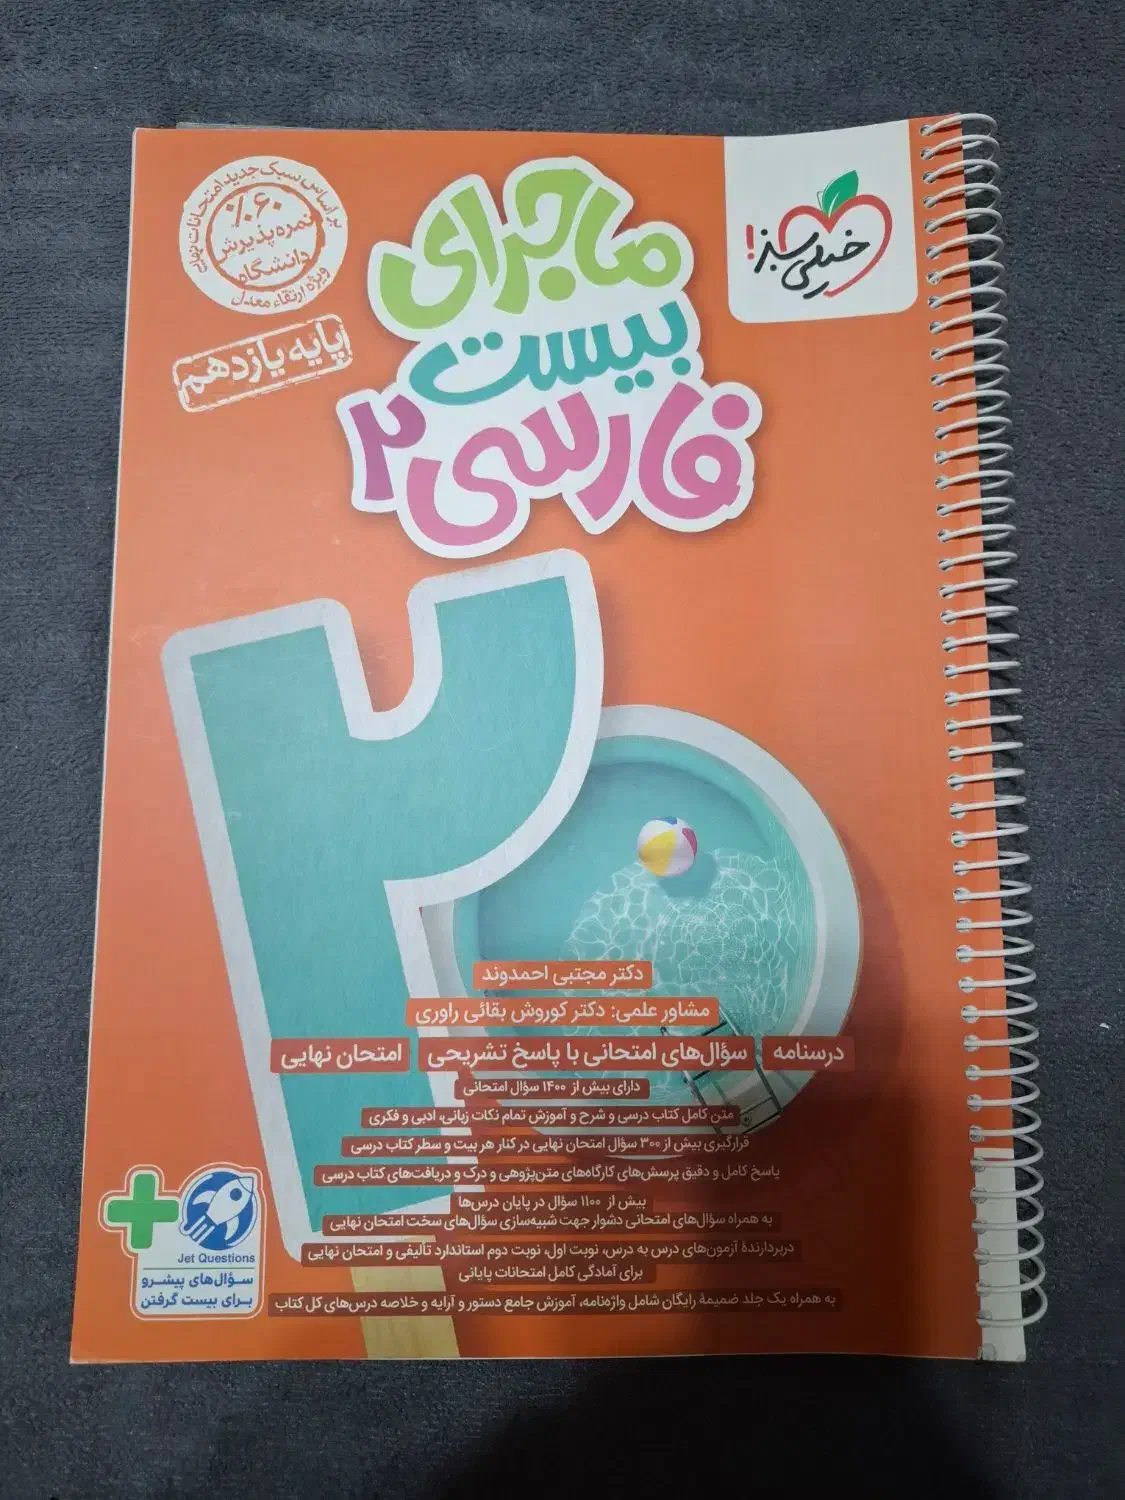 براساس سبک جدید امتحانات نهایی
۶۰٪
نمره پذیرش
دانشگاه
ویژه ارتقاء معدل
پایه یازدهم
خیلی سبز!
ماجرای
بیست
فارسی ۲
۲۰
دکتر مجتبی احمدوند
مشاور علمی: دکتر کوروش بقائی راوری
درسنامه سؤال‌های امتحانی با پاسخ تشریحی امتحان نهایی
دارای بیش از ۱۴۰۰ سؤال امتحانی
متن کامل کتاب درسی و شرح و آموزش تمام نکات زبانی، ادبی و فکری
قرارگیری بیش از ۳۰۰ سؤال امتحان نهایی در کنار هر بیت و سطر کتاب درسی
پاسخ کامل و دقیق پرسش‌های کارگاه‌های متن‌پژوهی و درک و دریافت‌های کتاب درسی
بیش از ۱۱۰۰ سؤال در پایان درس‌ها
به همراه سؤال‌های امتحانی دشوار جهت شبیه‌سازی سؤال‌های سخت امتحان نهایی
دربردارندۀ آزمون‌های درس به درس، نوبت اول، نوبت دوم استاندارد تألیفی و امتحان نهایی
برای آمادگی کامل امتحانات پایانی
به همراه یک جلد ضمیمۀ رایگان شامل واژه‌نامه، آموزش جامع دستور و آرایه و خلاصه درس‌های کل کتاب
Jet Questions
سؤال‌های پیشرو
برای بیست گرفتن